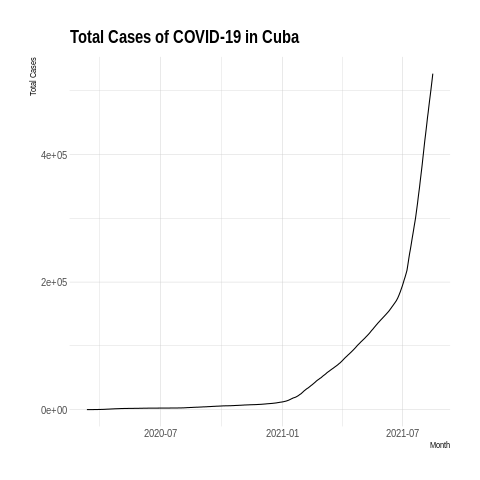 Total Cases of COVID-19 in Cuba
Total Cases
4e+05
2e+05
0e+00
2020-07
2021-01
2021-07
Month